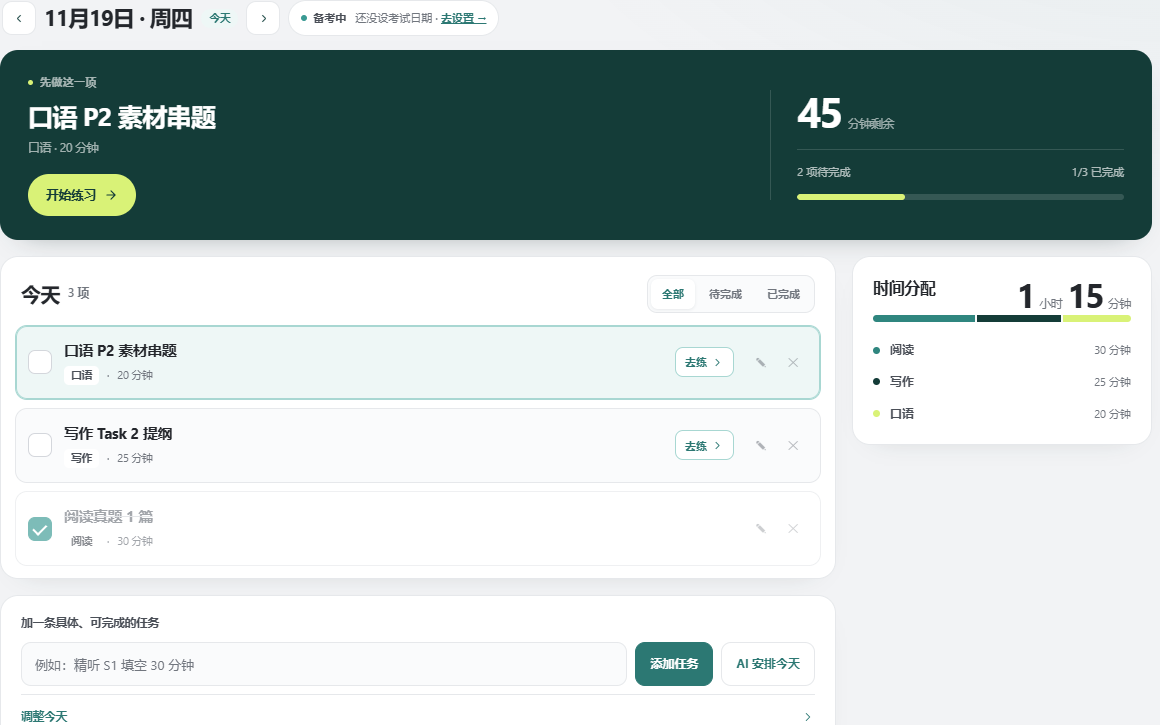 11月19日 · 周四 今天 备考中 还没设考试日期 · 去设置 →
先做这一项
口语 P2 素材串题
口语 · 20 分钟
开始练习 →
45 分钟剩余
2 项待完成 1/3 已完成
今天 3 项 全部 待完成 已完成
口语 P2 素材串题
口语 · 20 分钟
去练
写作 Task 2 提纲
写作 · 25 分钟
去练
阅读真题 1 篇
阅读 · 30 分钟
时间分配 1 小时 15 分钟
阅读 30 分钟
写作 25 分钟
口语 20 分钟
加一条具体、可完成的任务
例如：精听 S1 填空 30 分钟 添加任务 AI 安排今天
调整今天